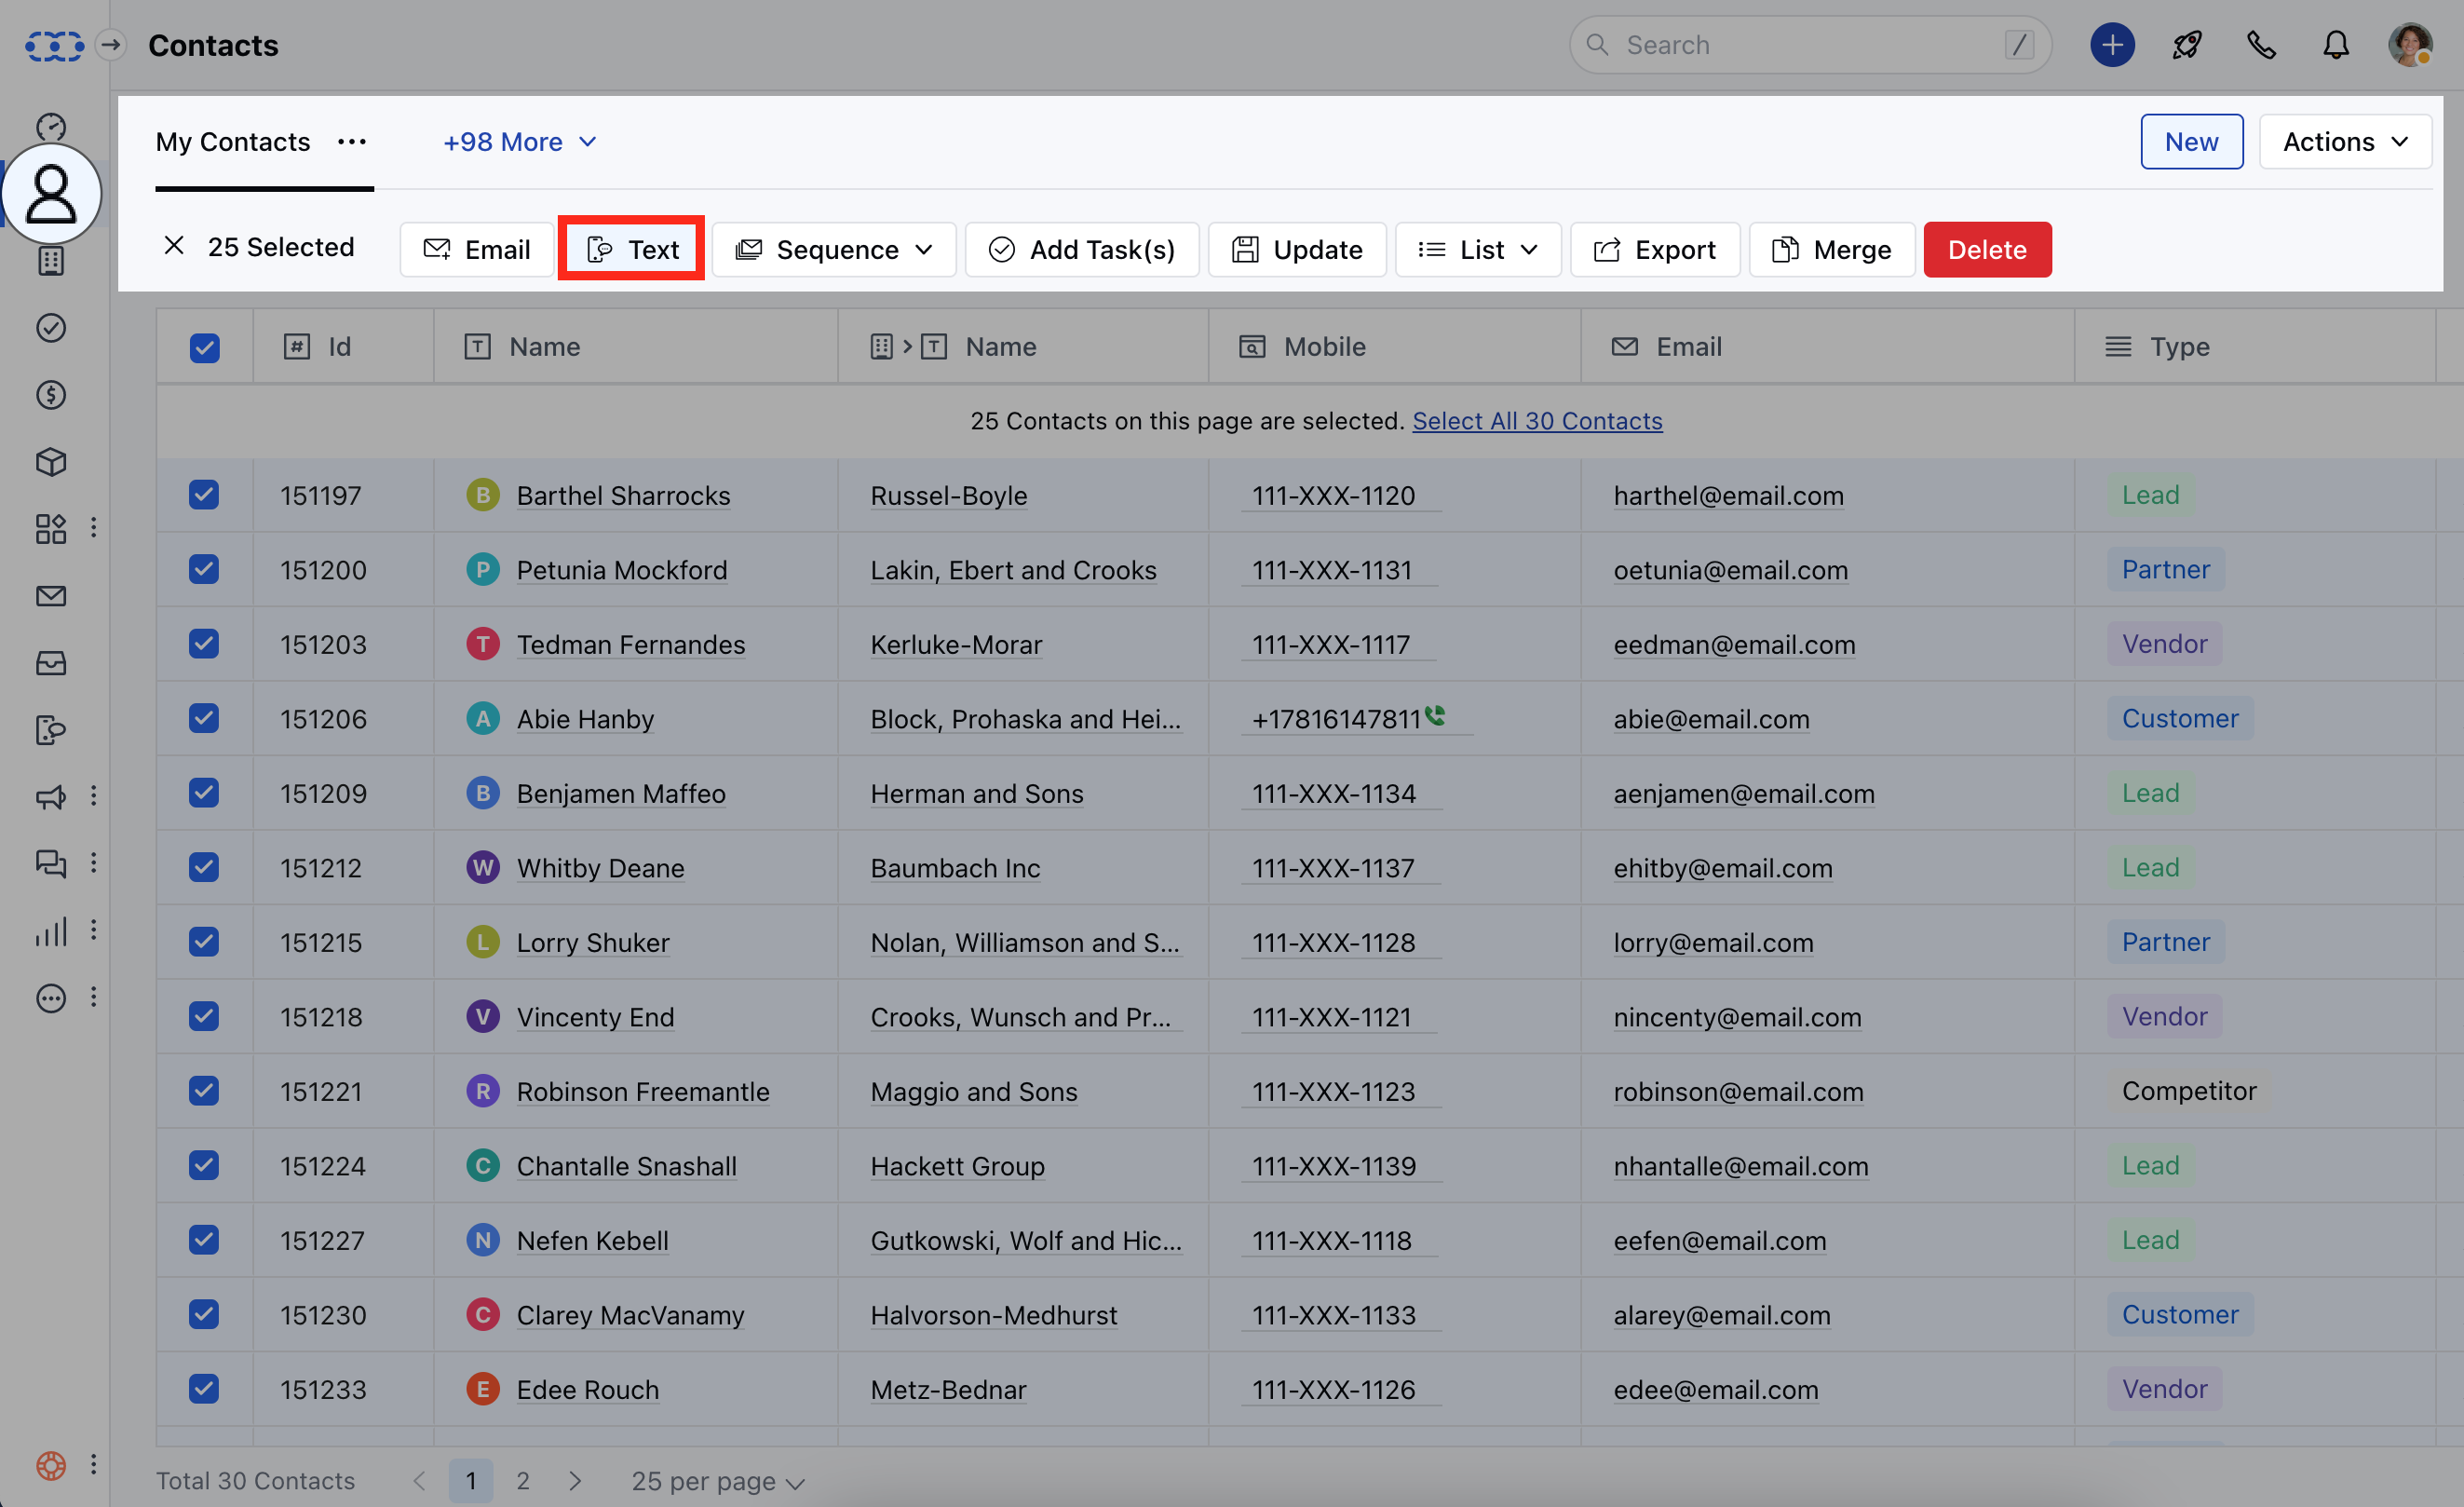 Contacts
Search /
My Contacts ••• +98 More New Actions
25 Selected Email Text Sequence Add Task(s) Update List Export Merge Delete
# Id T Name T Name Mobile Email Type
25 Contacts on this page are selected. Select All 30 Contacts
151197 B Barthel Sharrocks Russel-Boyle 111-XXX-1120 harthel@email.com Lead
151200 P Petunia Mockford Lakin, Ebert and Crooks 111-XXX-1131 oetunia@email.com Partner
151203 T Tedman Fernandes Kerluke-Morar 111-XXX-1117 eedman@email.com Vendor
151206 A Abie Hanby Block, Prohaska and Hei... +17816147811 abie@email.com Customer
151209 B Benjamen Maffeo Herman and Sons 111-XXX-1134 aenjamen@email.com Lead
151212 W Whitby Deane Baumbach Inc 111-XXX-1137 ehitby@email.com Lead
151215 L Lorry Shuker Nolan, Williamson and S... 111-XXX-1128 lorry@email.com Partner
151218 V Vincenty End Crooks, Wunsch and Pr... 111-XXX-1121 nincenty@email.com Vendor
151221 R Robinson Freemantle Maggio and Sons 111-XXX-1123 robinson@email.com Competitor
151224 C Chantalle Snashall Hackett Group 111-XXX-1139 nhantalle@email.com Lead
151227 N Nefen Kebell Gutkowski, Wolf and Hic... 111-XXX-1118 eefen@email.com Lead
151230 C Clarey MacVanamy Halvorson-Medhurst 111-XXX-1133 alarey@email.com Customer
151233 E Edee Rouch Metz-Bednar 111-XXX-1126 edee@email.com Vendor
Total 30 Contacts 1 2 25 per page